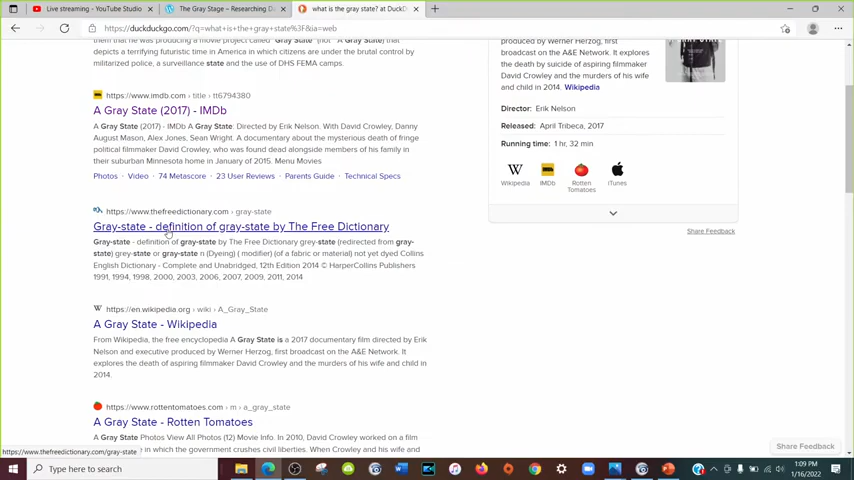 Live streaming - YouTube Studio
The Gray Stage – Researching D
what is the gray state? at DuckD
https://duckduckgo.com/?q=what+is+the+gray+state%3F&ia=web
them that he was producing a movie project called "Gray State" (not "A Gray State") that
depicts a terrifying futuristic time in America in which citizens are under the brutal control by
militarized police, a surveillance state and the use of DHS FEMA camps.
https://www.imdb.com › title › tt6794380
A Gray State (2017) - IMDb
A Gray State (2017) - IMDb A Gray State: Directed by Erik Nelson. With David Crowley, Danny
August Mason, Alex Jones, Sean Wright. A documentary about the mysterious death of fringe
political filmmaker David Crowley, who was found dead alongside members of his family in
their suburban Minnesota home in January of 2015. Menu Movies
Photos · Video · 74 Metascore · 23 User Reviews · Parents Guide · Technical Specs
https://www.thefreedictionary.com › gray-state
Gray-state - definition of gray-state by The Free Dictionary
Gray-state - definition of gray-state by The Free Dictionary grey-state (redirected from gray-
state) grey-state or gray-state n (Dyeing) ( modifier) (of a fabric or material) not yet dyed Collins
English Dictionary - Complete and Unabridged, 12th Edition 2014 © HarperCollins Publishers
1991, 1994, 1998, 2000, 2003, 2006, 2007, 2009, 2011, 2014
https://en.wikipedia.org › wiki › A_Gray_State
A Gray State - Wikipedia
From Wikipedia, the free encyclopedia A Gray State is a 2017 documentary film directed by Erik
Nelson and executive produced by Werner Herzog, first broadcast on the A&E Network. It
explores the death of aspiring filmmaker David Crowley and the murders of his wife and child in
2014.
https://www.rottentomatoes.com › m › a_gray_state
A Gray State - Rotten Tomatoes
A Gray State Photos View All Photos (12) Movie Info. In 2010, David Crowley worked on a film
in which the government crushes civil liberties. When Crowley and his wife and
produced by Werner Herzog, first
broadcast on the A&E Network. It explores
the death by suicide of aspiring filmmaker
David Crowley and the murders of his wife
and child in 2014. Wikipedia
Director: Erik Nelson
Released: April Tribeca, 2017
Running time: 1 hr, 32 min
W
Wikipedia
IMDb
Rotten
Tomatoes
iTunes
Share Feedback
Share Feedback
https://www.thefreedictionary.com/gray-state
Type here to search
1:09 PM
1/16/2022